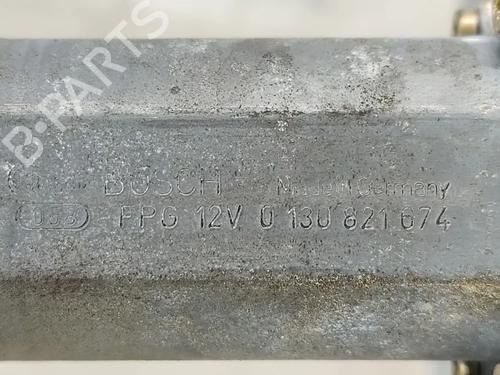 B-PARTS
BOSCH Made in Germany
FPG 12V 0 130 821 674